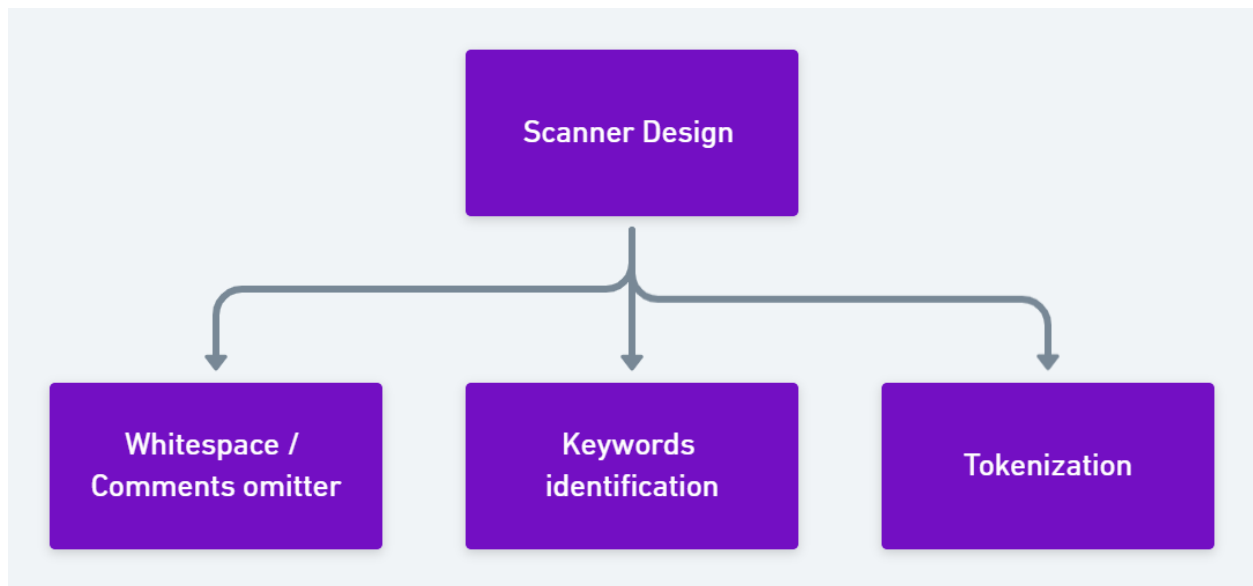 Scanner Design
Whitespace /
Comments omitter
Keywords
identification
Tokenization